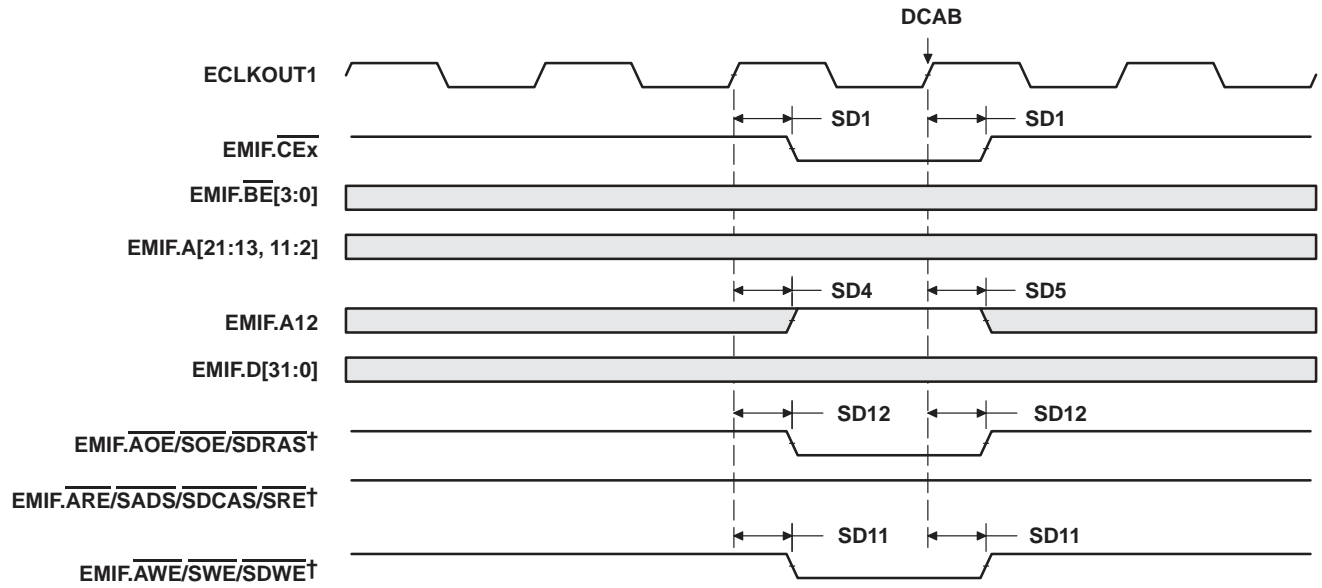 DCAB
ECLKOUT1
SD1 SD1
EMIF.CEx
EMIF.BE[3:0]
EMIF.A[21:13, 11:2]
SD4 SD5
EMIF.A12
EMIF.D[31:0]
SD12 SD12
EMIF.AOE/SOE/SDRAS†
EMIF.ARE/SADS/SDCAS/SRE†
SD11 SD11
EMIF.AWE/SWE/SDWE†